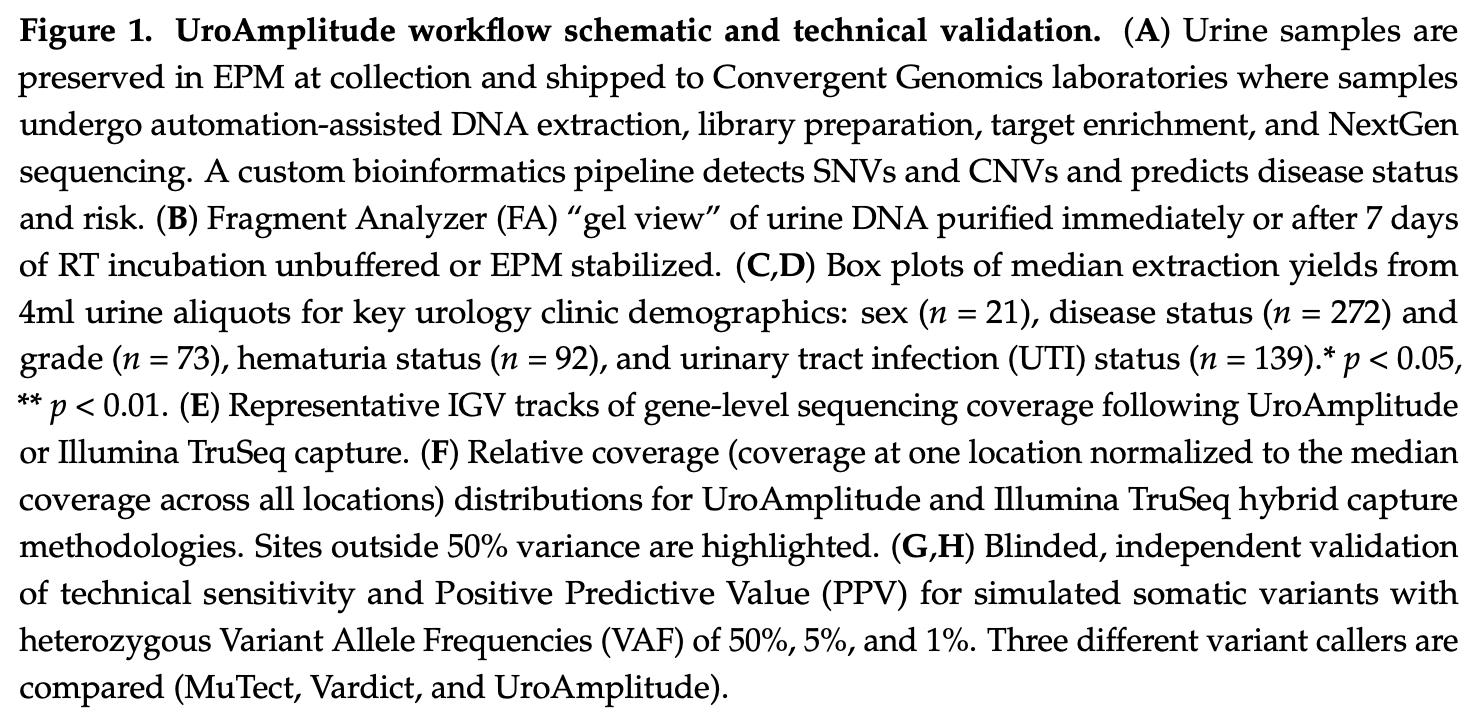 Figure 1. UroAmplitude workflow schematic and technical validation. (A) Urine samples are
preserved in EPM at collection and shipped to Convergent Genomics laboratories where samples
undergo automation-assisted DNA extraction, library preparation, target enrichment, and NextGen
sequencing. A custom bioinformatics pipeline detects SNVs and CNVs and predicts disease status
and risk. (B) Fragment Analyzer (FA) “gel view” of urine DNA purified immediately or after 7 days
of RT incubation unbuffered or EPM stabilized. (C,D) Box plots of median extraction yields from
4ml urine aliquots for key urology clinic demographics: sex (n = 21), disease status (n = 272) and
grade (n = 73), hematuria status (n = 92), and urinary tract infection (UTI) status (n = 139).* p < 0.05,
** p < 0.01. (E) Representative IGV tracks of gene-level sequencing coverage following UroAmplitude
or Illumina TruSeq capture. (F) Relative coverage (coverage at one location normalized to the median
coverage across all locations) distributions for UroAmplitude and Illumina TruSeq hybrid capture
methodologies. Sites outside 50% variance are highlighted. (G,H) Blinded, independent validation
of technical sensitivity and Positive Predictive Value (PPV) for simulated somatic variants with
heterozygous Variant Allele Frequencies (VAF) of 50%, 5%, and 1%. Three different variant callers are
compared (MuTect, Vardict, and UroAmplitude).